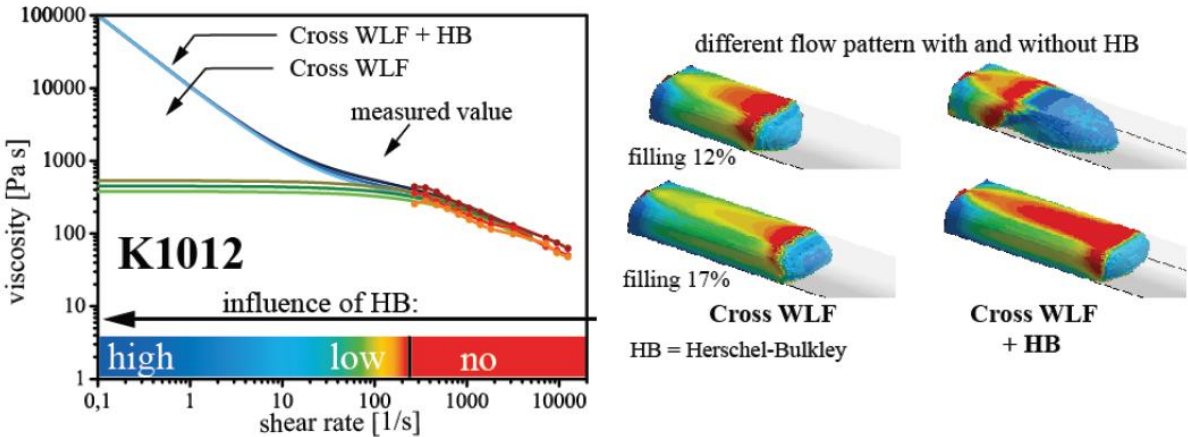 100000
10000
1000
100
10
1
viscosity [Pa s]
Cross WLF + HB
Cross WLF
measured value
K1012
influence of HB:
high
low
no
0,1
1
10
100
1000
10000
shear rate [1/s]
different flow pattern with and without HB
filling 12%
filling 17%
Cross WLF
HB = Herschel-Bulkley
Cross WLF
+ HB